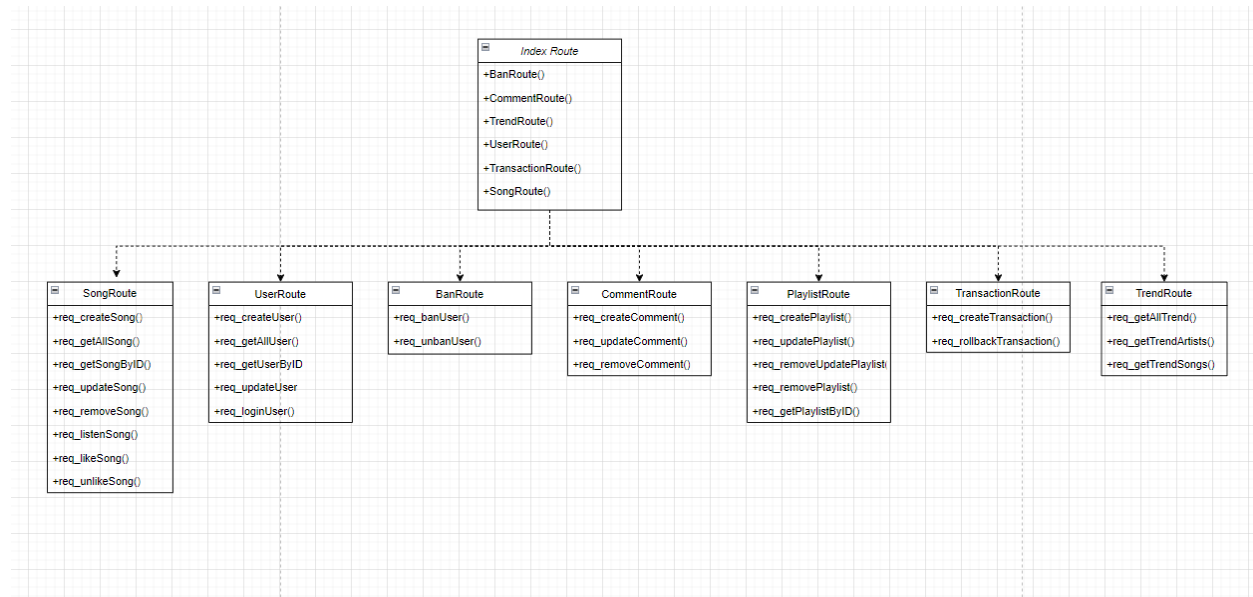 Index Route
+BanRoute()
+CommentRoute()
+TrendRoute()
+UserRoute()
+TransactionRoute()
+SongRoute()
SongRoute
+req_createSong()
+req_getAllSong()
+req_getSongByID()
+req_updateSong()
+req_removeSong()
+req_listenSong()
+req_likeSong()
+req_unlikeSong()
UserRoute
+req_createUser()
+req_getAllUser()
+req_getUserByID
+req_updateUser
+req_loginUser()
BanRoute
+req_banUser()
+req_unbanUser()
CommentRoute
+req_createComment()
+req_updateComment()
+req_removeComment()
PlaylistRoute
+req_createPlaylist()
+req_updatePlaylist()
+req_removeUpdatePlaylist(
+req_removePlaylist()
+req_getPlaylistByID()
TransactionRoute
+req_createTransaction()
+req_rollbackTransaction()
TrendRoute
+req_getAllTrend()
+req_getTrendArtists()
+req_getTrendSongs()